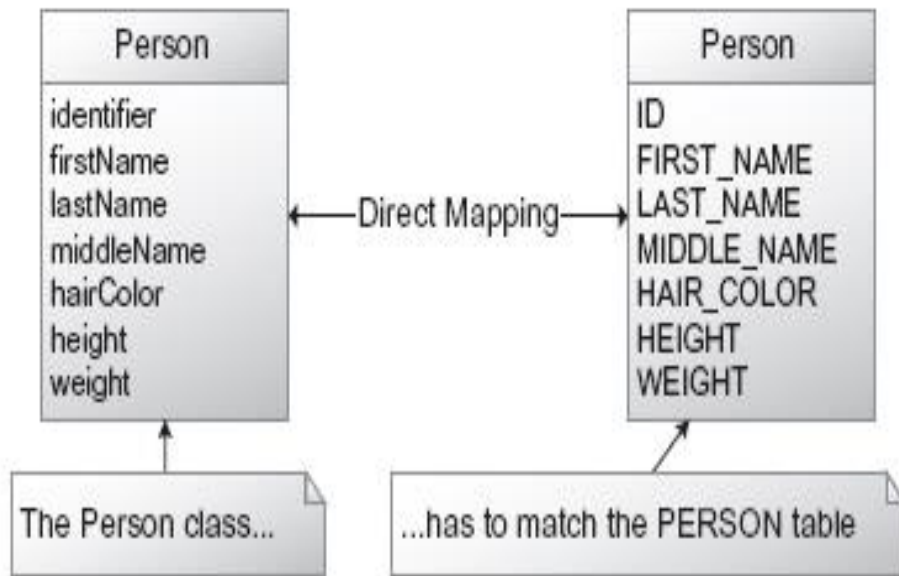 Person
identifier
firstName
lastName
middleName
hairColor
height
weight
Direct Mapping
Person
ID
FIRST_NAME
LAST_NAME
MIDDLE_NAME
HAIR_COLOR
HEIGHT
WEIGHT
The Person class...
...has to match the PERSON table